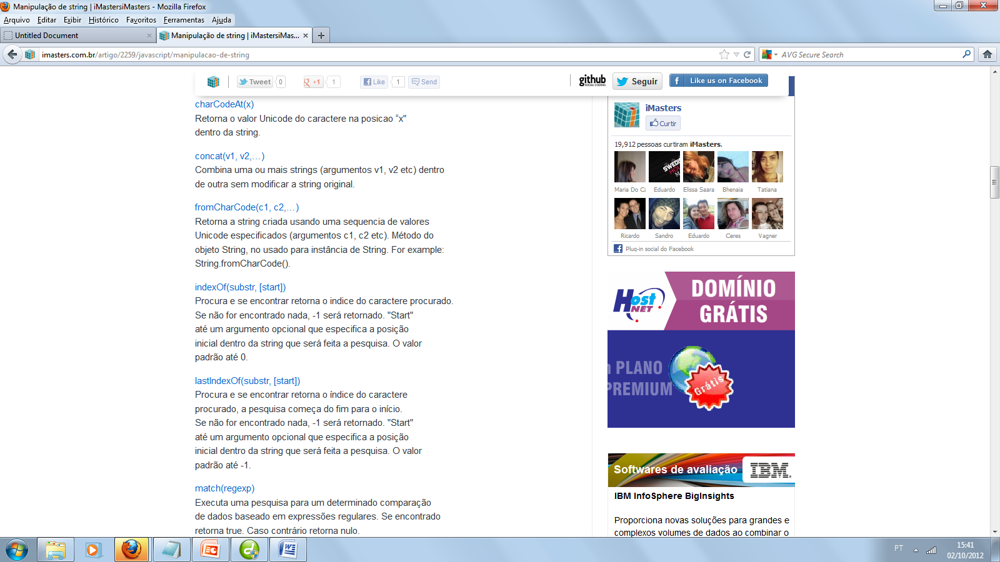 Manipulação de string | iMastersiMasters - Mozilla Firefox
Arquivo Editar Exibir Histórico Favoritos Ferramentas Ajuda
Untitled Document
Manipulação de string | iMastersiMas...
imasters.com.br/artigo/2259/javascript/manipulacao-de-string
AVG Secure Search
Tweet 0
+1 1
Like 1
Send
github
SOCIAL CODING
Seguir
Like us on Facebook
charCodeAt(x)
Retorna o valor Unicode do caractere na posicao “x"
dentro da string.
concat(v1, v2,…)
Combina uma ou mais strings (argumentos v1, v2 etc) dentro
de outra sem modificar a string original.
fromCharCode(c1, c2,…)
Retorna a string criada usando uma sequencia de valores
Unicode especificados (argumentos c1, c2 etc). Método do
objeto String, no usado para instância de String. For example:
String.fromCharCode().
indexOf(substr, [start])
Procura e se encontrar retorna o indice do caractere procurado.
Se não for encontrado nada, -1 será retornado. "Start"
até um argumento opcional que especifica a posição
inicial dentro da string que será feita a pesquisa. O valor
padrão até 0.
lastIndexOf(substr, [start])
Procura e se encontrar retorna o índice do caractere
procurado, a pesquisa começa do fim para o início.
Se não for encontrado nada, -1 será retornado. "Start"
até um argumento opcional que especifica a posição
inicial dentro da string que será feita a pesquisa. O valor
padrão até -1.
match(regexp)
Executa uma pesquisa para um determinado comparação
de dados baseado em expressões regulares. Se encontrado
retorna true. Caso contrário retorna nulo.
iMasters
Curtir
19,912 pessoas curtiram iMasters.
SWEDIS
Maria Do Ca Eduardo Elissa Saara Bhenaia Tatiana
Ricardo Sandro Eduardo Ceres Vagner
Plug-in social do Facebook
Host
NET
DOMÍNIO
GRÁTIS
PLANO
PREMIUM
Grátis
Softwares de avaliação
IBM.
IBM InfoSphere BigInsights
Proporciona novas soluções para grandes e
complexos volumes de dados ao combinar o
PT
15:41
02/10/2012